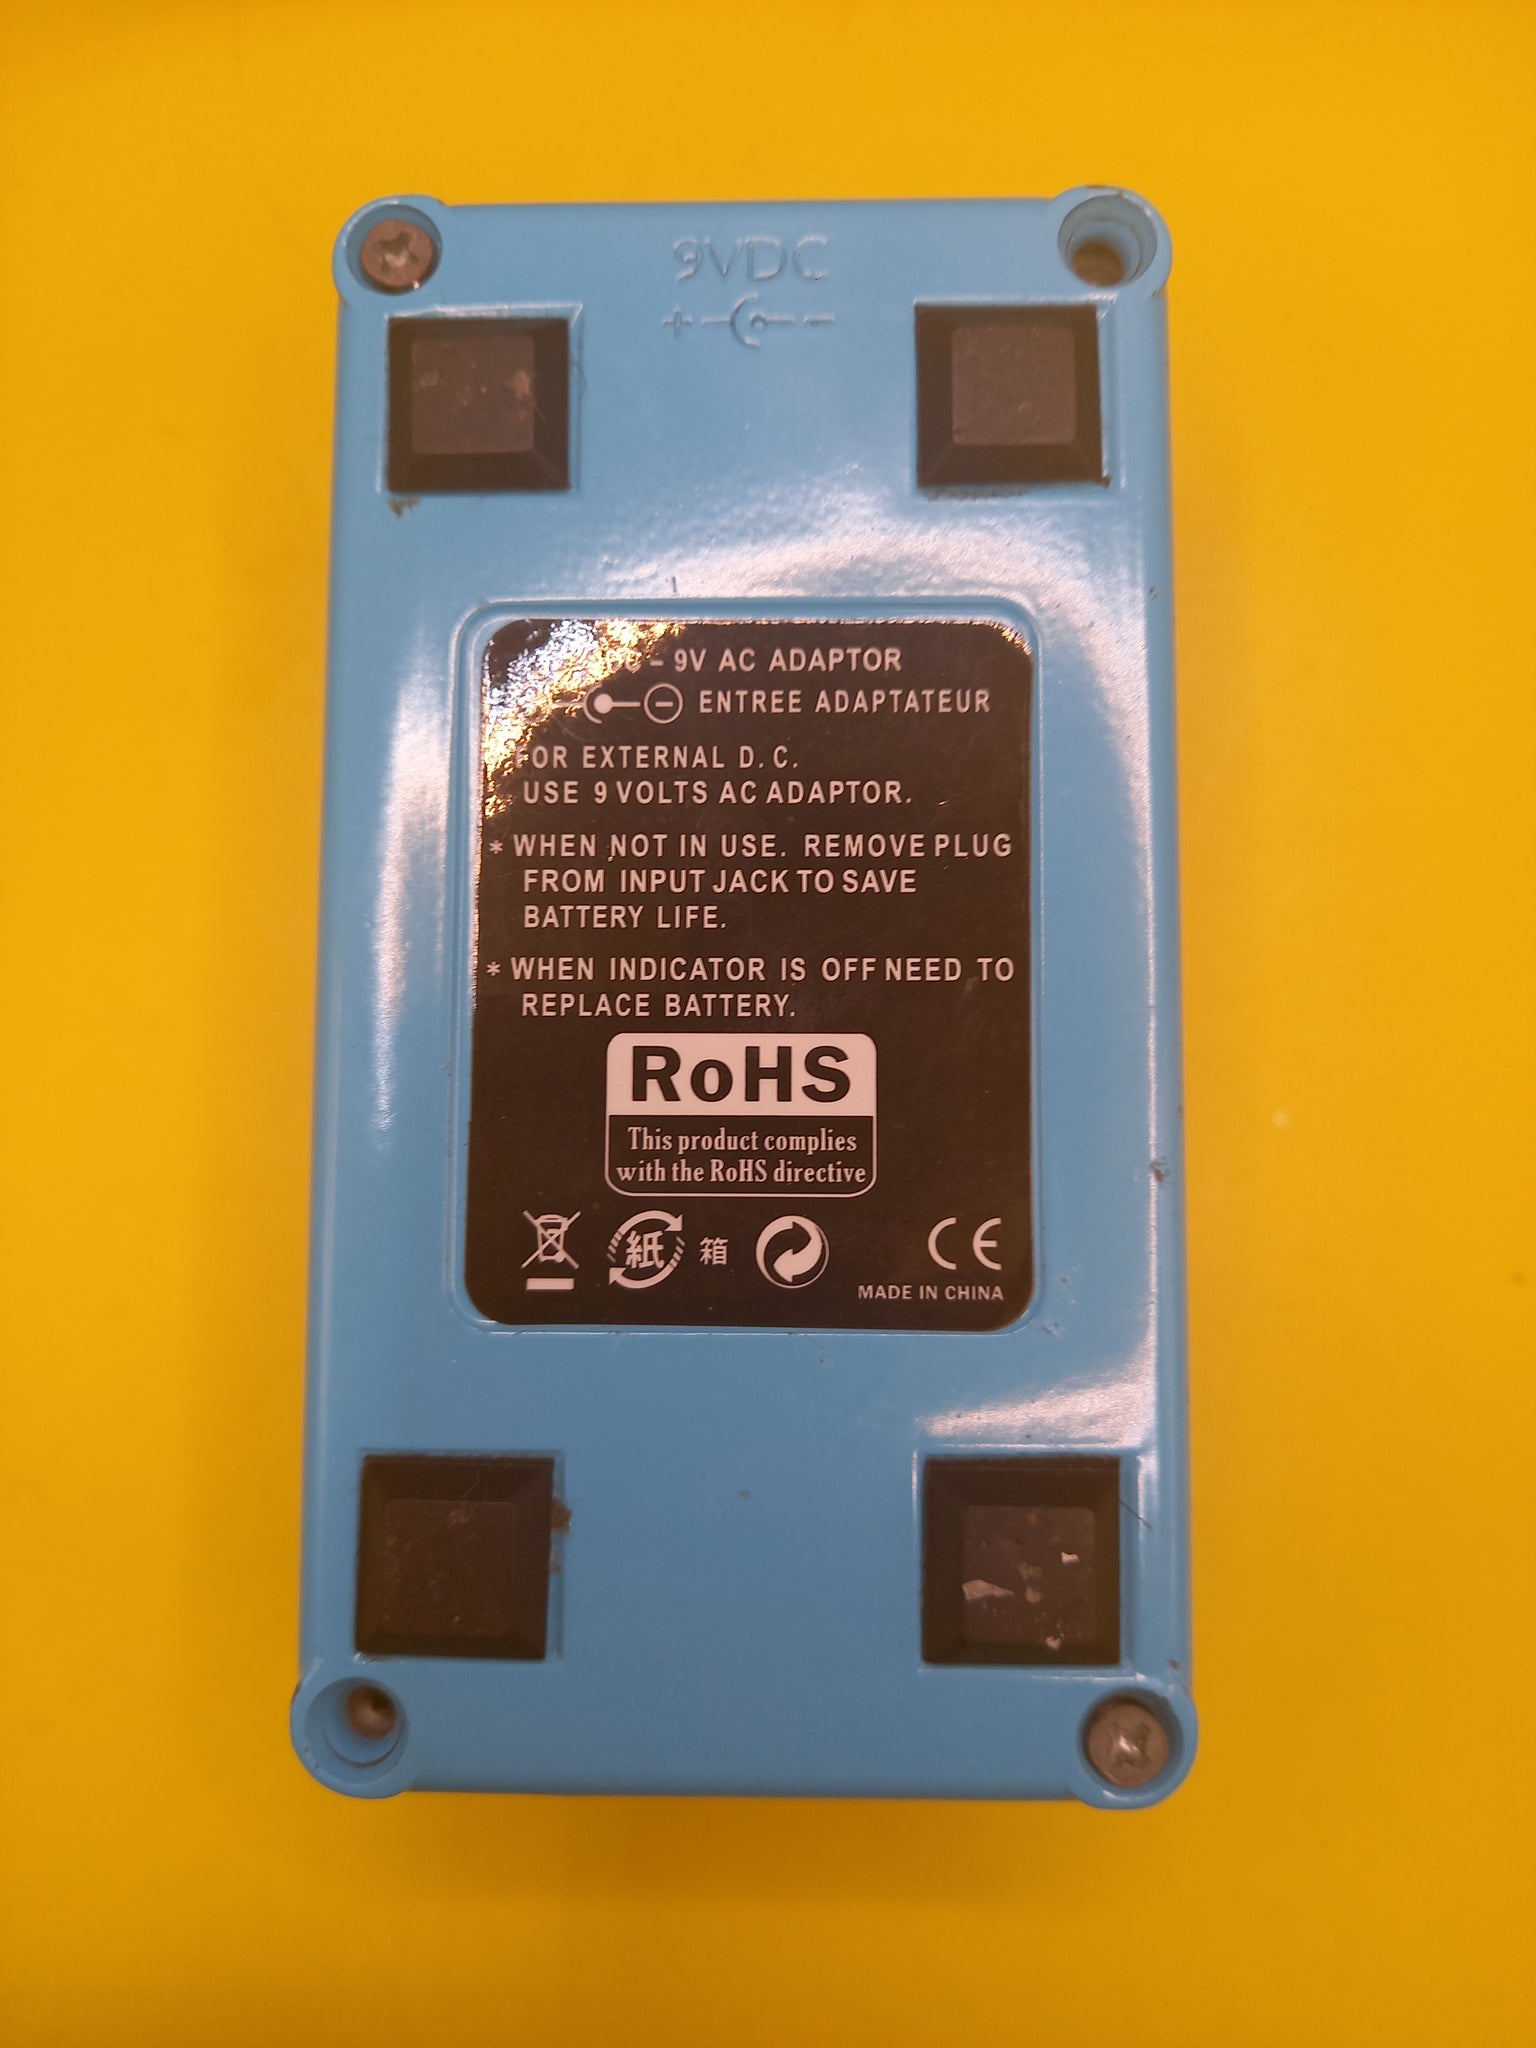 9VDC
+ -
– 9V AC ADAPTOR
ENTREE ADAPTATEUR
FOR EXTERNAL D. C.
USE 9 VOLTS AC ADAPTOR.
* WHEN NOT IN USE. REMOVE PLUG
FROM INPUT JACK TO SAVE
BATTERY LIFE.
* WHEN INDICATOR IS OFF NEED TO
REPLACE BATTERY.
RoHS
This product complies
with the RoHS directive
紙 箱
CE
MADE IN CHINA